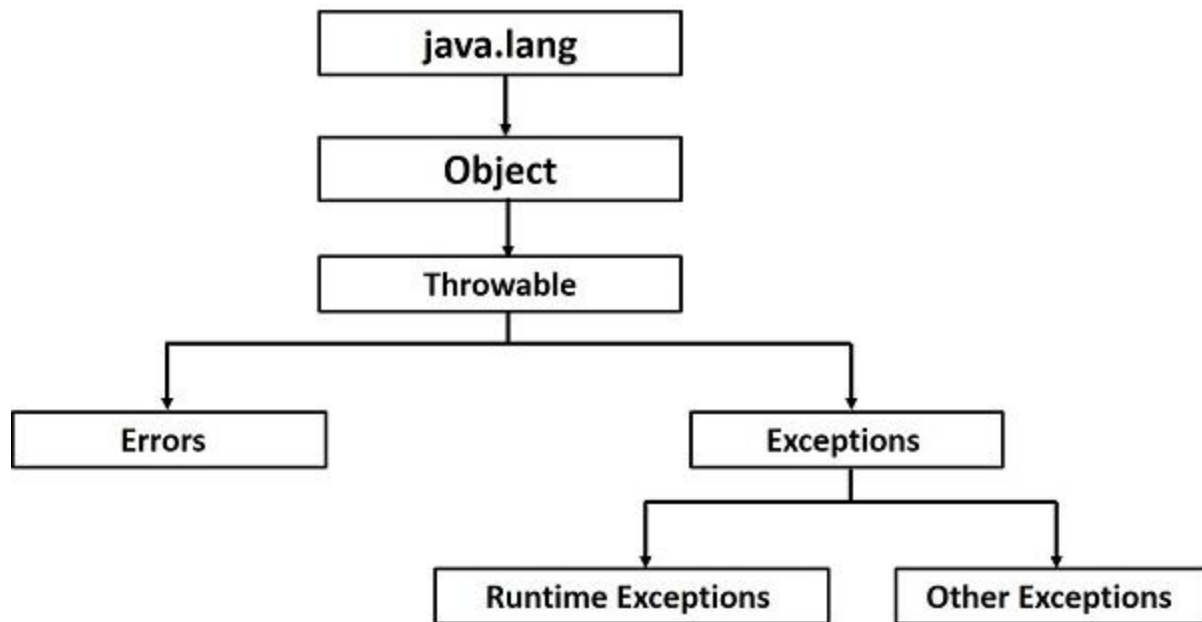 java.lang
Object
Throwable
Errors
Exceptions
Runtime Exceptions
Other Exceptions